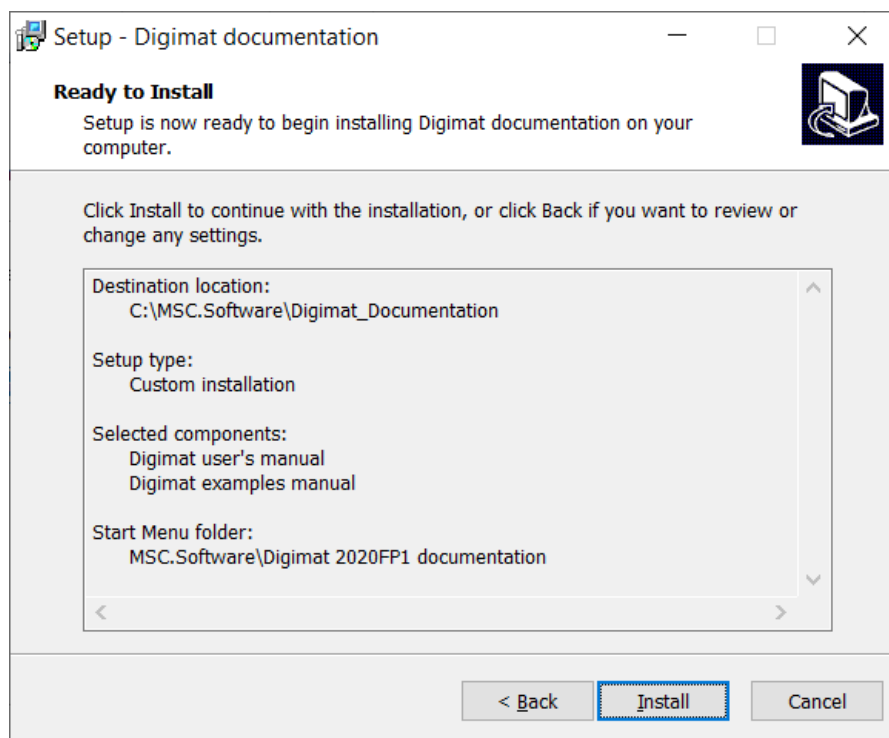 Setup - Digimat documentation
Ready to Install
Setup is now ready to begin installing Digimat documentation on your
computer.
Click Install to continue with the installation, or click Back if you want to review or
change any settings.
Destination location:
C:\MSC.Software\Digimat_Documentation
Setup type:
Custom installation
Selected components:
Digimat user's manual
Digimat examples manual
Start Menu folder:
MSC.Software\Digimat 2020FP1 documentation
< Back
Install
Cancel